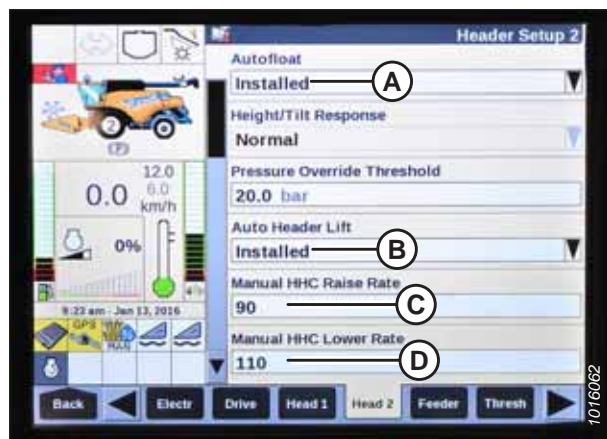 Header Setup 2
Autofloat
Installed
A
Height/Tilt Response
Normal
Pressure Override Threshold
20.0 bar
Auto Header Lift
Installed
B
Manual HHC Raise Rate
90
C
Manual HHC Lower Rate
110
D
2
(P)
12.0
0.0
6.0
km/h
0%
9:23 am - Jan 13, 2016
GPS
MAN
Back
Electr
Drive
Head 1
Head 2
Feeder
Thresh
1016062